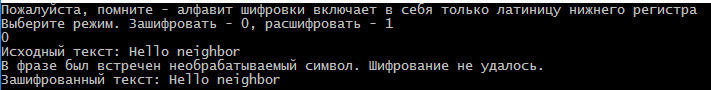 Пожалуйста, помните - алфавит шифровки включает в себя только латиницу нижнего регистра
Выберите режим. Зашифровать - 0, расшифровать - 1
0
Исходный текст: Hello neighbor
В фразе был встречен необрабатываемый символ. Шифрование не удалось.
Зашифрованный текст: Hello neighbor